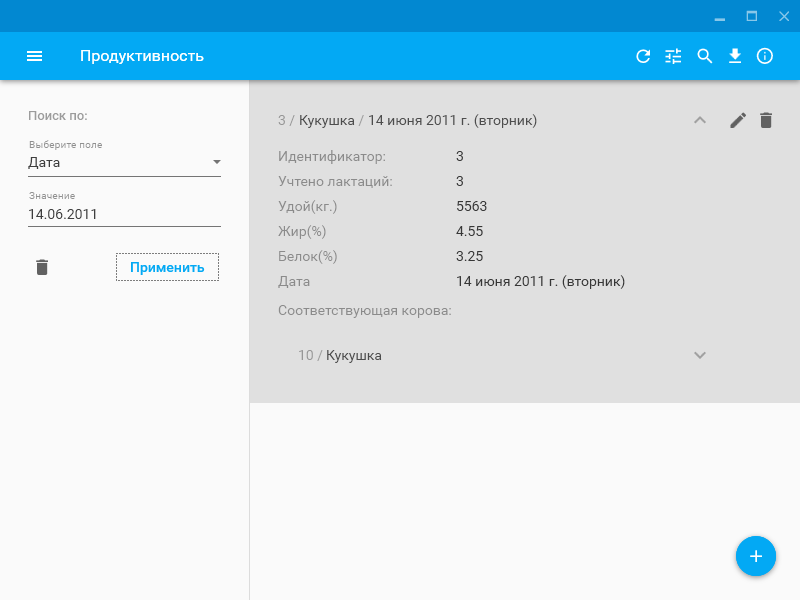 Продуктивность
Поиск по:
Выберите поле
Дата
Значение
14.06.2011
Применить
3 / Кукушка / 14 июня 2011 г. (вторник)
Идентификатор: 3
Учтено лактаций: 3
Удой(кг.) 5563
Жир(%) 4.55
Белок(%) 3.25
Дата 14 июня 2011 г. (вторник)
Соответствующая корова:
10 / Кукушка